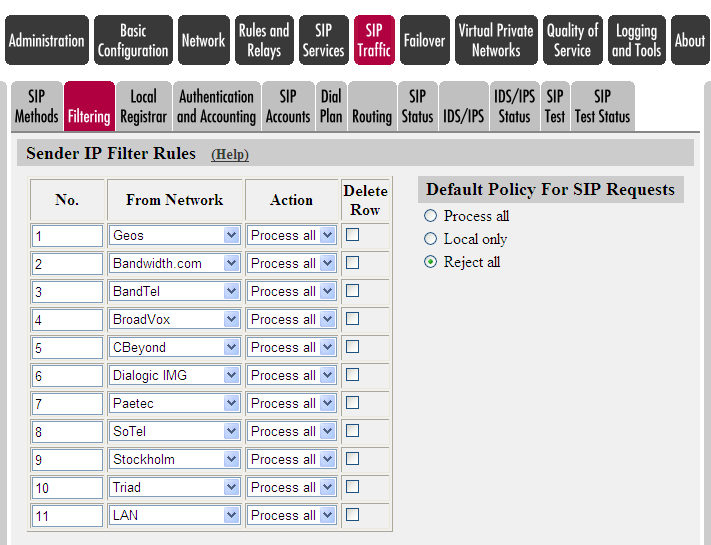 Administration
Basic Configuration
Network
Rules and Relays
SIP Services
SIP Traffic
Failover
Virtual Private Networks
Quality of Service
Logging and Tools
About
SIP Methods
Filtering
Local Registrar
Authentication and Accounting
SIP Accounts
Dial Plan
Routing
SIP Status
IDS/IPS
IDS/IPS Status
SIP Test
SIP Test Status
Sender IP Filter Rules (Help)
No. From Network Action Delete Row
1 Geos Process all
2 Bandwidth.com Process all
3 BandTel Process all
4 BroadVox Process all
5 CBeyond Process all
6 Dialogic IMG Process all
7 Paetec Process all
8 SoTel Process all
9 Stockholm Process all
10 Triad Process all
11 LAN Process all
Default Policy For SIP Requests
Process all
Local only
Reject all